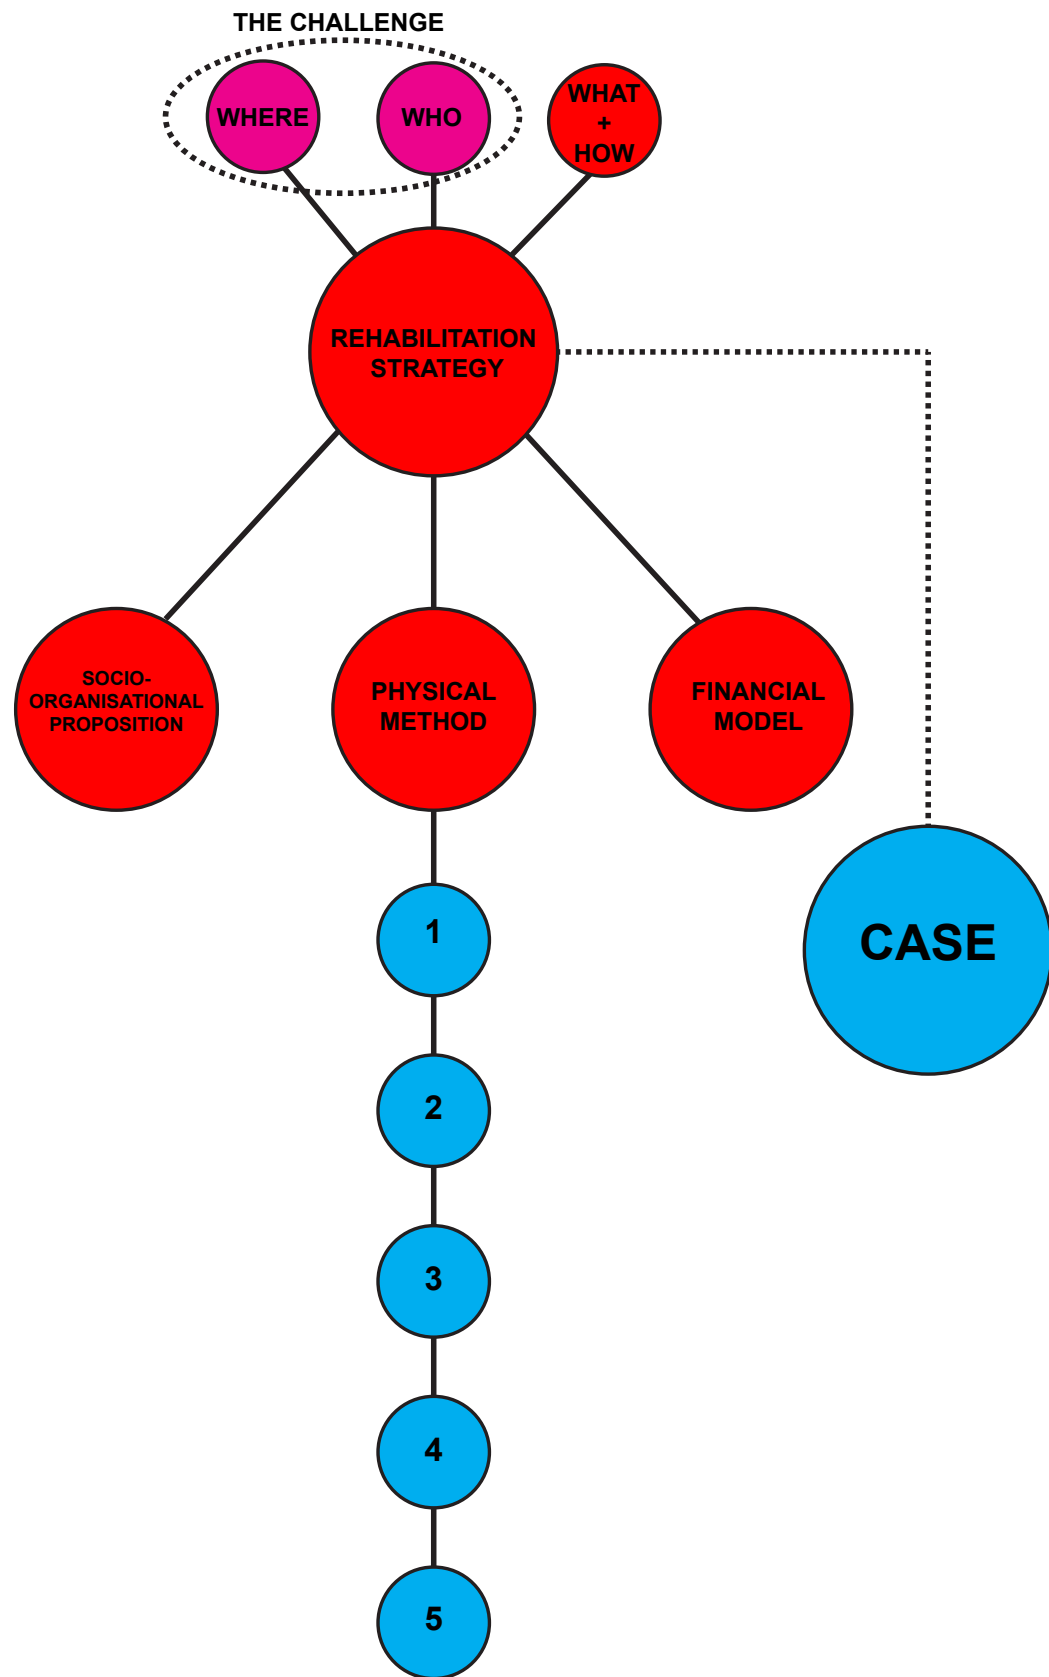 THE CHALLENGE
WHERE
WHO
WHAT
+
HOW
REHABILITATION
STRATEGY
SOCIO-
ORGANISATIONAL
PROPOSITION
PHYSICAL
METHOD
FINANCIAL
MODEL
1
CASE
2
3
4
5